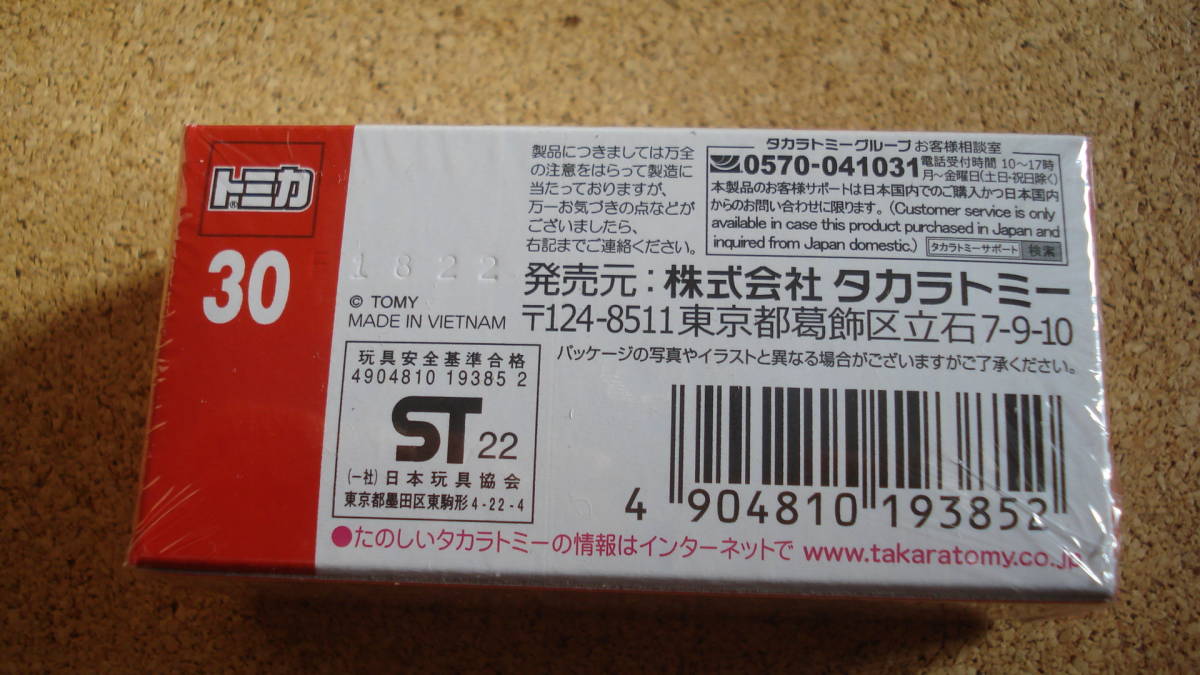 トミカ
®
30
1822
© TOMY
MADE IN VIETNAM
製品につきましては万全
の注意をはらって製造に
当たっておりますが、
万一お気づきの点などが
ございましたら、
右記までご連絡ください。
タカラトミーグループ お客様相談室
0570-041031 電話受付時間 10〜17時
月〜金曜日(土日・祝日除く)
本製品のお客様サポートは日本国内でのご購入かつ日本国内
からのお問い合わせに限ります。(Customer service is only
available in case this product purchased in Japan and
inquired from Japan domestic.) タカラトミーサポート 検索
発売元:株式会社 タカラトミー
〒124-8511 東京都葛飾区立石7-9-10
パッケージの写真やイラストと異なる場合がございますがご了承ください。
玩具安全基準合格
4904810 19385 2
ST 22
(一社)日本玩具協会
東京都墨田区東駒形4-22-4
4 904810 193852
●たのしいタカラトミーの情報はインターネットで www.takaratomy.co.jp